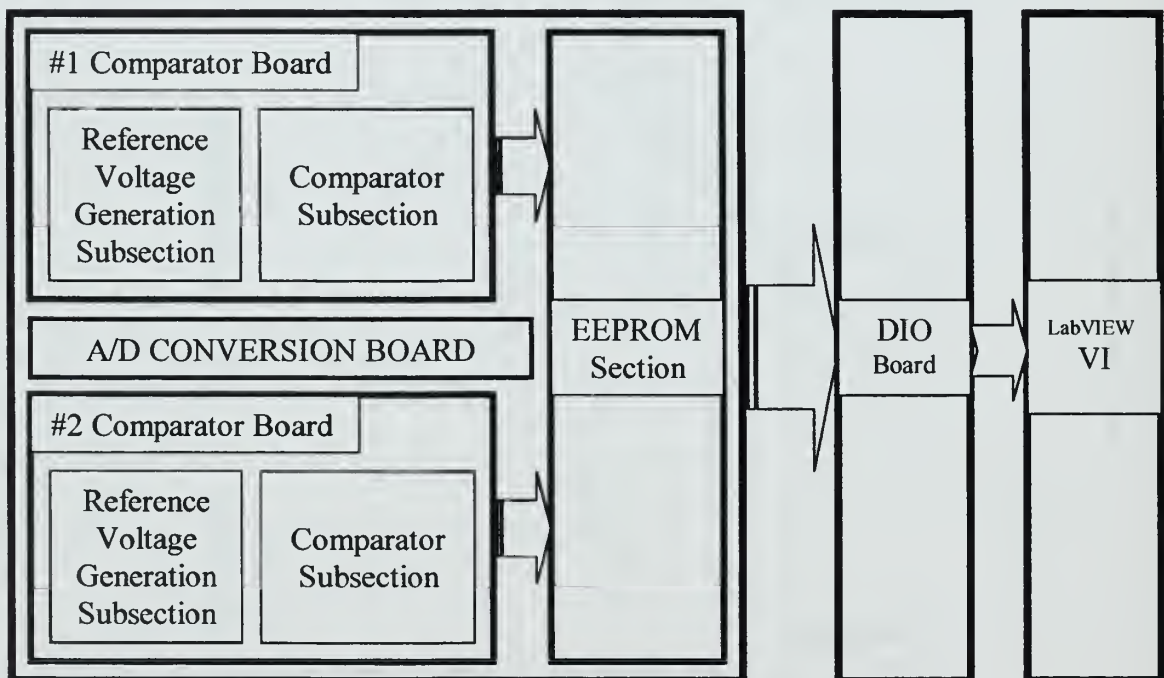 #1 Comparator Board
Reference
Voltage
Generation
Subsection
Comparator
Subsection
A/D CONVERSION BOARD
#2 Comparator Board
Reference
Voltage
Generation
Subsection
Comparator
Subsection
EEPROM
Section
DIO
Board
LabVIEW
VI